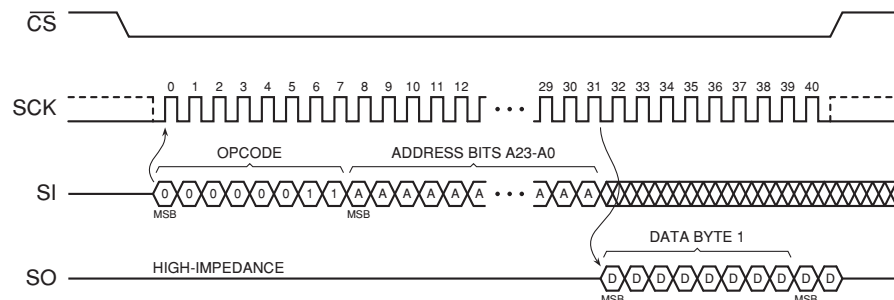 CS
0 1 2 3 4 5 6 7 8 9 10 11 12 29 30 31 32 33 34 35 36 37 38 39 40
SCK
OPCODE ADDRESS BITS A23-A0
SI 0 0 0 0 0 0 1 1 A A A A A A A A A
MSB MSB
DATA BYTE 1
HIGH-IMPEDANCE
SO D D D D D D D D D D
MSB MSB